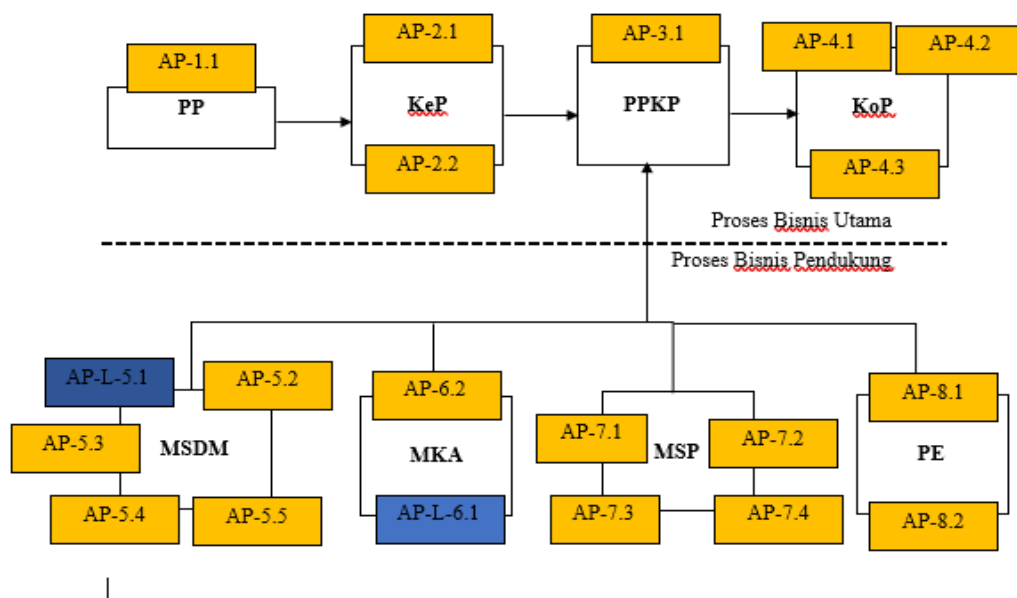 AP-1.1
PP
AP-2.1
KeP
AP-2.2
AP-3.1
PPKP
AP-4.1
AP-4.2
KoP
AP-4.3
Proses Bisnis Utama
Proses Bisnis Pendukung
AP-L-5.1
AP-5.2
AP-5.3
MSDM
AP-5.4
AP-5.5
AP-6.2
MKA
AP-L-6.1
AP-7.1
MSP
AP-7.2
AP-7.3
AP-7.4
AP-8.1
PE
AP-8.2